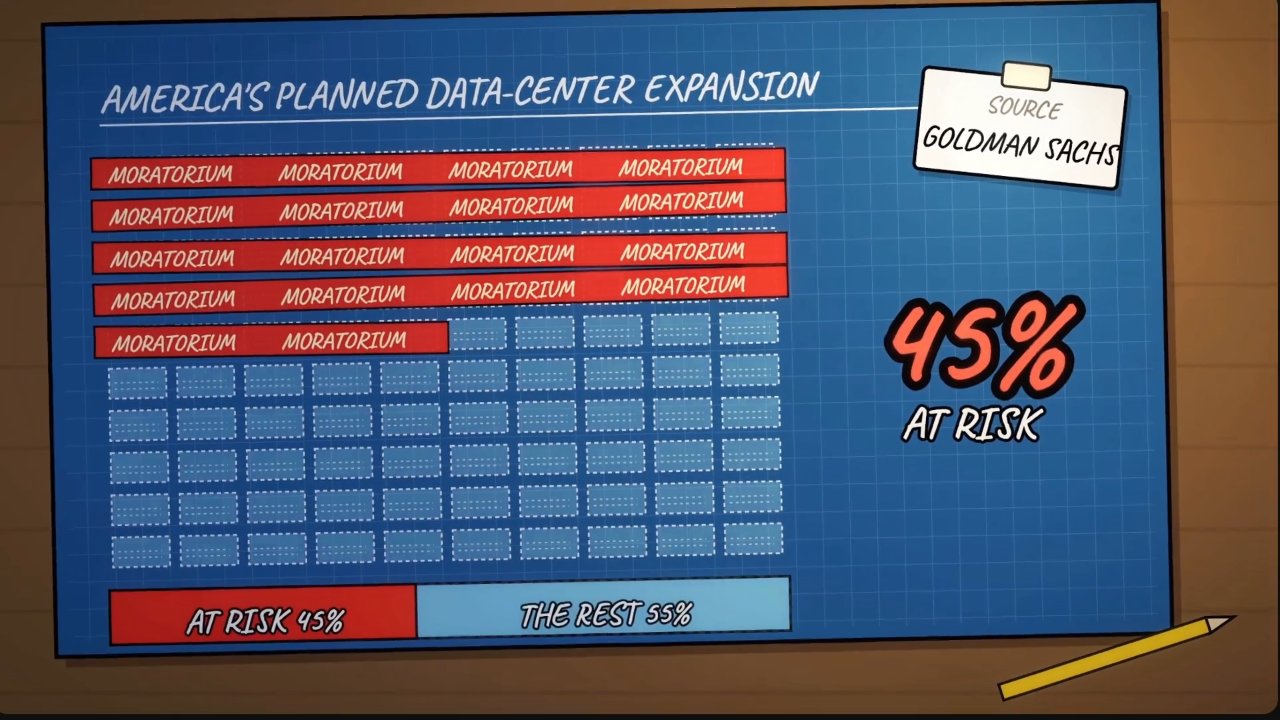 AMERICA'S PLANNED DATA-CENTER EXPANSION
SOURCE
GOLDMAN SACHS
MORATORIUM MORATORIUM MORATORIUM MORATORIUM
MORATORIUM MORATORIUM MORATORIUM MORATORIUM
MORATORIUM MORATORIUM MORATORIUM MORATORIUM
MORATORIUM MORATORIUM MORATORIUM MORATORIUM
MORATORIUM MORATORIUM
45%
AT RISK
AT RISK 45% THE REST 55%